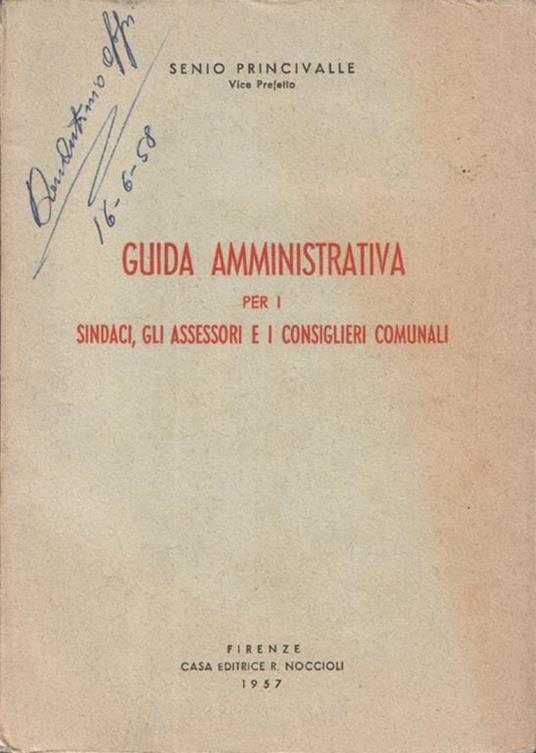 16-6-58
SENIO PRINCIVALLE
Vice Prefetto
GUIDA AMMINISTRATIVA
PER I
SINDACI, GLI ASSESSORI E I CONSIGLIERI COMUNALI
FIRENZE
CASA EDITRICE R. NOCCIOLI
1957